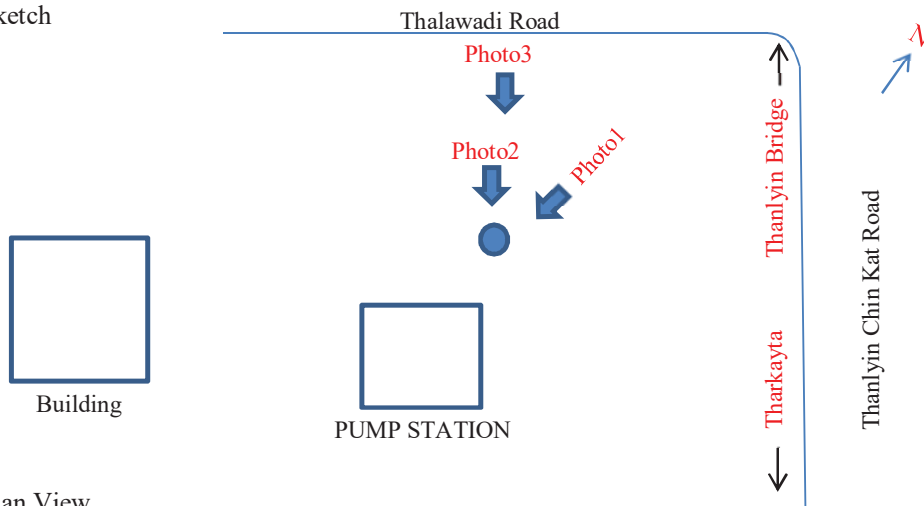 ketch
Thalawadi Road
N
Photo3
Photo2
Photo1
Thanlyin Bridge
Thanlyin Chin Kat Road
Tharkayta
Building
PUMP STATION
an View